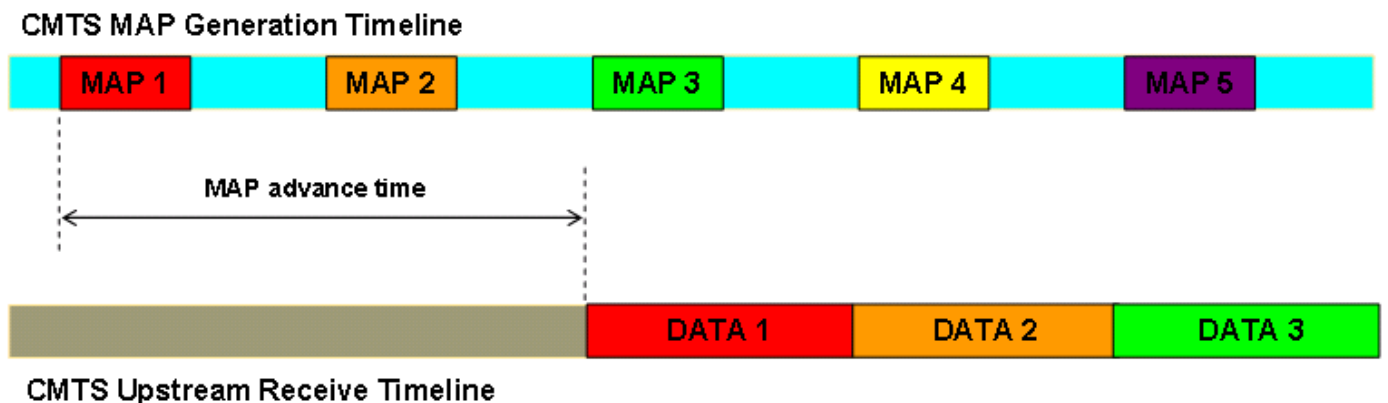 CMTS MAP Generation Timeline
MAP 1 MAP 2 MAP 3 MAP 4 MAP 5
MAP advance time
DATA 1 DATA 2 DATA 3
CMTS Upstream Receive Timeline